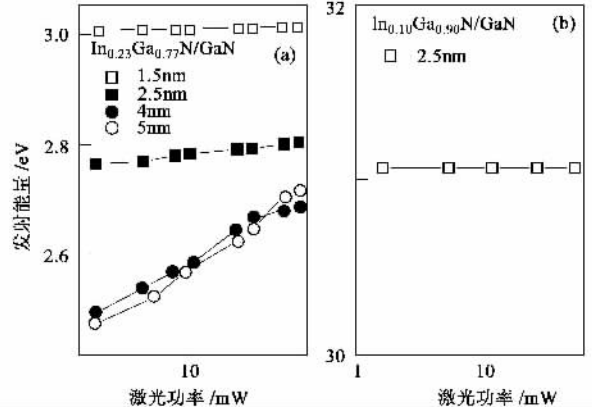 3.0
2.8
2.6
发射能量 /eV
In0.23Ga0.77N/GaN
(a)
1.5nm
2.5nm
4nm
5nm
10
激光功率 /mW
32
30
ln0.10Ga0.90N/GaN
(b)
2.5nm
1
10
激光功率 /mW